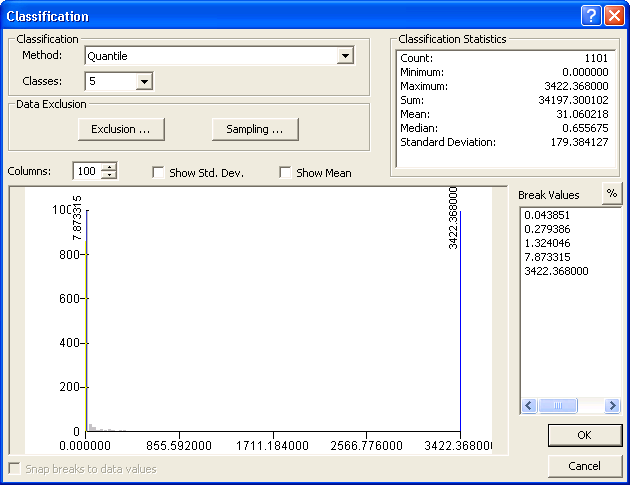 Classification
Classification
Method: Quantile
Classes: 5
Data Exclusion
Exclusion ... Sampling ...
Classification Statistics
Count: 1101
Minimum: 0.000000
Maximum: 3422.368000
Sum: 34197.300102
Mean: 31.060218
Median: 0.655675
Standard Deviation: 179.384127
Columns: 100 Show Std. Dev. Show Mean
Break Values %
0.043851
0.279386
1.324046
7.873315
3422.368000
7.873315
3422.368000
1000
800
600
400
200
0
0.000000 855.592000 1711.184000 2566.776000 3422.368000
OK
Snap breaks to data values
Cancel